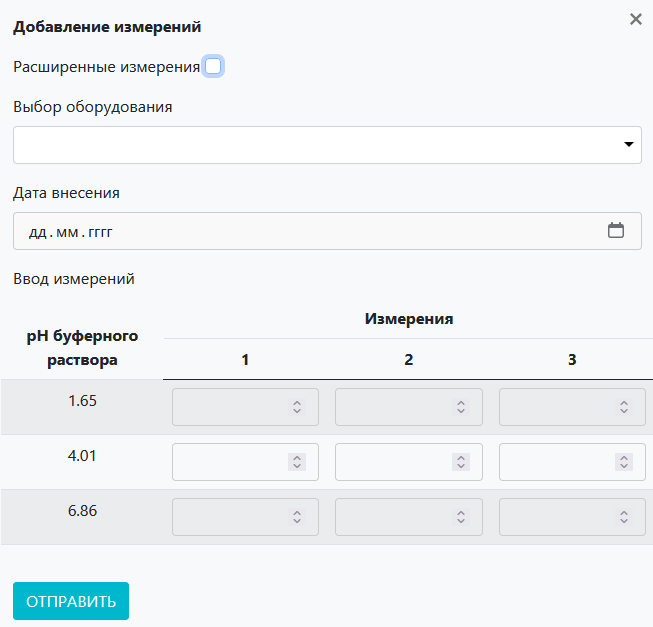 Добавление измерений
Расширенные измерения
Выбор оборудования
Дата внесения
дд.мм.гггг
Ввод измерений
pH буферного
раствора
Измерения
1 2 3
1.65
4.01
6.86
ОТПРАВИТЬ